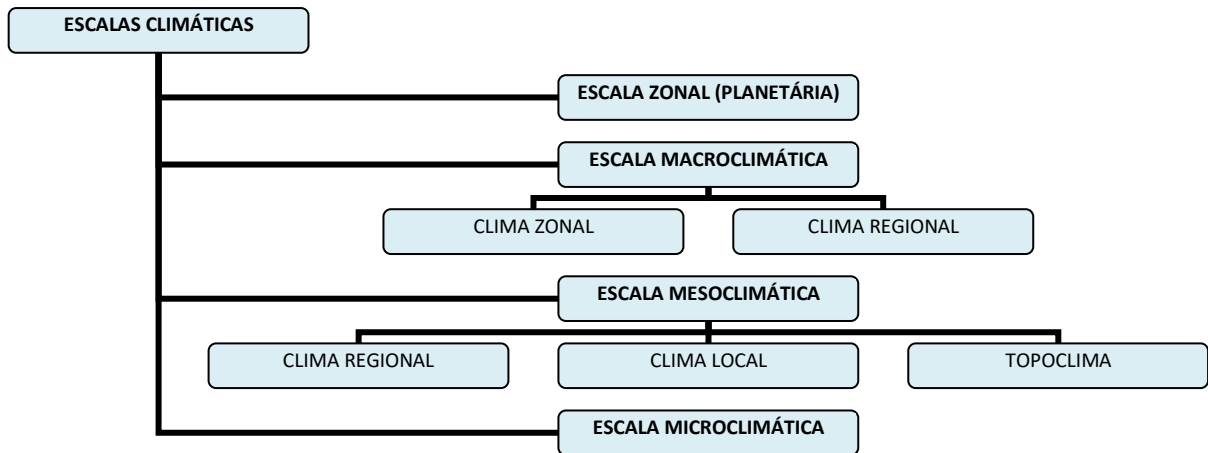 ESCALAS CLIMÁTICAS
ESCALA ZONAL (PLANETÁRIA)
ESCALA MACROCLIMÁTICA
CLIMA ZONAL
CLIMA REGIONAL
ESCALA MESOCLIMÁTICA
CLIMA REGIONAL
CLIMA LOCAL
TOPOCLIMA
ESCALA MICROCLIMÁTICA